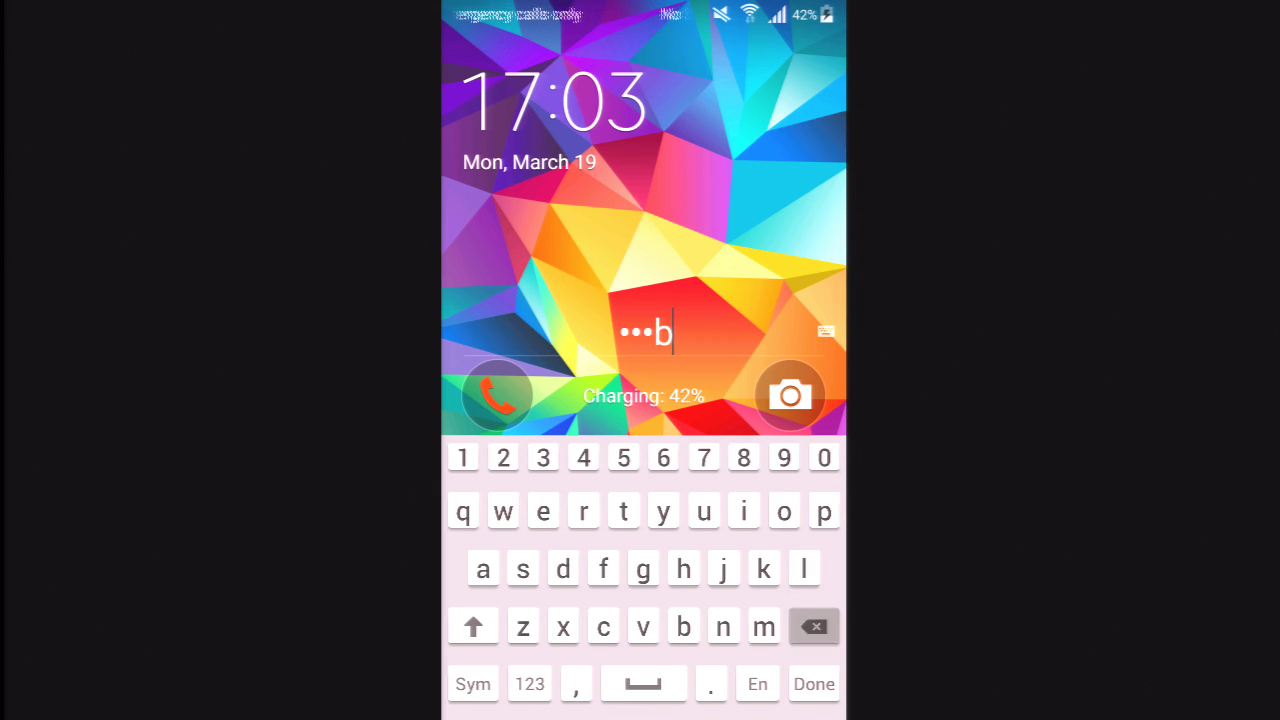 calls only
42%
17:03
Mon, March 19
•••b
Charging: 42%
1 2 3 4 5 6 7 8 9 0
q w e r t y u i o p
a s d f g h j k l
z x c v b n m
Sym 123 , . En Done